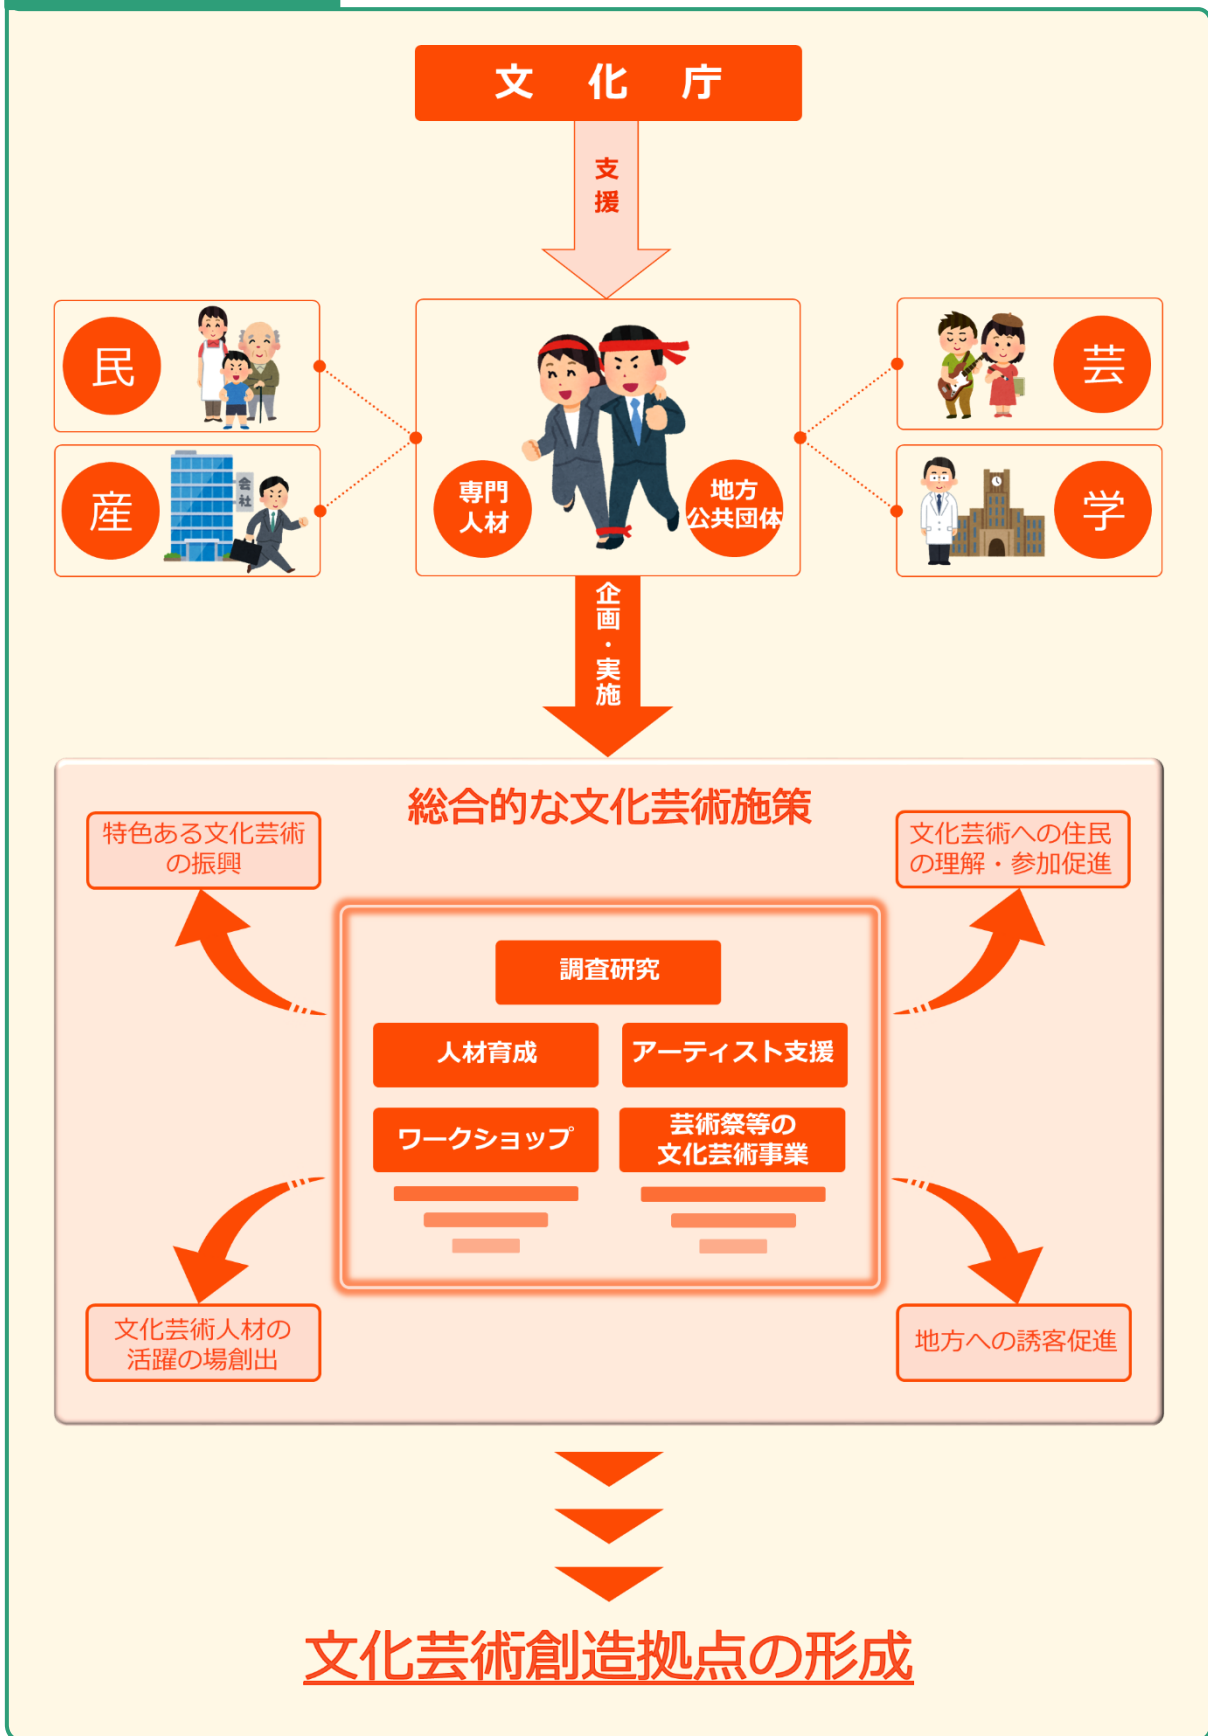 文化庁
支援
民
産
会社
専門
人材
地方
公共団体
芸
学
企画・実施
総合的な文化芸術施策
特色ある文化芸術
の振興
文化芸術への住民
の理解・参加促進
調査研究
人材育成
アーティスト支援
ワークショップ
芸術祭等の
文化芸術事業
文化芸術人材の
活躍の場創出
地方への誘客促進
文化芸術創造拠点の形成